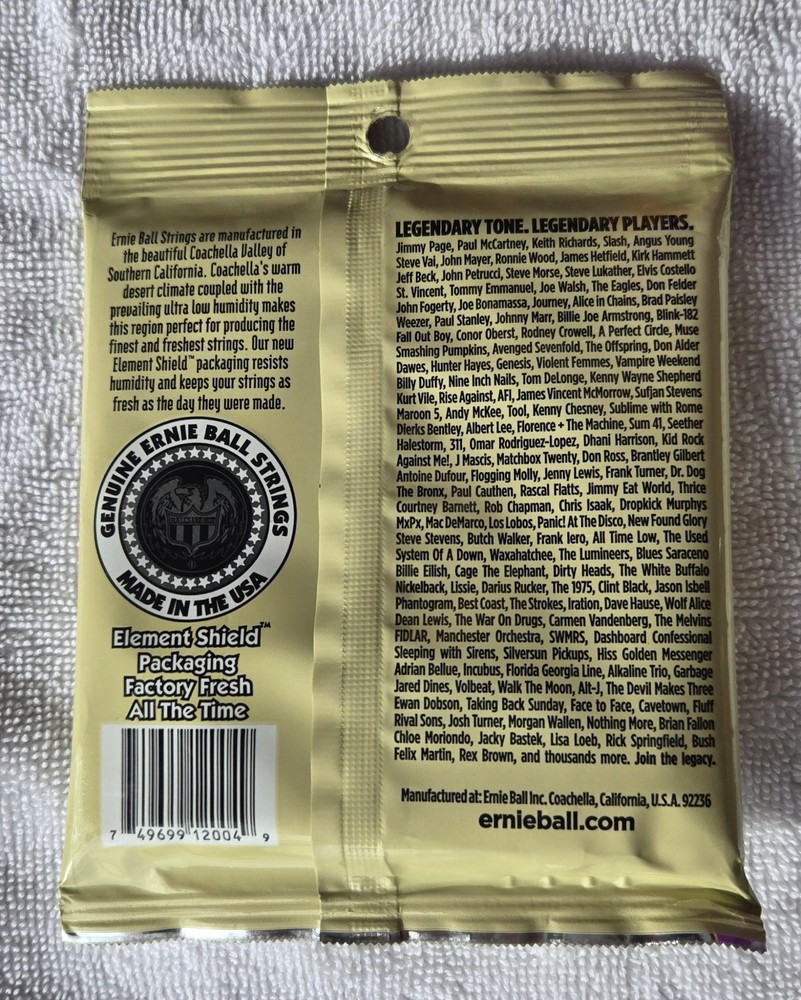 Ernie Ball Strings are manufactured in
the beautiful Coachella Valley of
Southern California. Coachella's warm
desert climate coupled with the
prevailing ultra low humidity makes
this region perfect for producing the
finest and freshest strings. Our new
Element Shield™ packaging resists
humidity and keeps your strings as
fresh as the day they were made.
GENUINE ERNIE BALL STRINGS
MADE IN THE USA
Element Shield™
Packaging
Factory Fresh
All The Time
7 49699 12004 9
LEGENDARY TONE. LEGENDARY PLAYERS.
Jimmy Page, Paul McCartney, Keith Richards, Slash, Angus Young
Steve Vai, John Mayer, Ronnie Wood, James Hetfield, Kirk Hammett
Jeff Beck, John Petrucci, Steve Morse, Steve Lukather, Elvis Costello
St. Vincent, Tommy Emmanuel, Joe Walsh, The Eagles, Don Felder
John Fogerty, Joe Bonamassa, Journey, Alice in Chains, Brad Paisley
Weezer, Paul Stanley, Johnny Marr, Billie Joe Armstrong, Blink-182
Fall Out Boy, Conor Oberst, Rodney Crowell, A Perfect Circle, Muse
Smashing Pumpkins, Avenged Sevenfold, The Offspring, Don Alder
Dawes, Hunter Hayes, Genesis, Violent Femmes, Vampire Weekend
Billy Duffy, Nine Inch Nails, Tom DeLonge, Kenny Wayne Shepherd
Kurt Vile, Rise Against, AFI, James Vincent McMorrow, Sufjan Stevens
Maroon 5, Andy McKee, Tool, Kenny Chesney, Sublime with Rome
Dierks Bentley, Albert Lee, Florence + The Machine, Sum 41, Seether
Halestorm, 311, Omar Rodriguez-Lopez, Dhani Harrison, Kid Rock
Against Me!, J Mascis, Matchbox Twenty, Don Ross, Brantley Gilbert
Antoine Dufour, Flogging Molly, Jenny Lewis, Frank Turner, Dr. Dog
The Bronx, Paul Cauthen, Rascal Flatts, Jimmy Eat World, Thrice
Courtney Barnett, Rob Chapman, Chris Isaak, Dropkick Murphys
MxPx, Mac DeMarco, Los Lobos, Panic! At The Disco, New Found Glory
Steve Stevens, Butch Walker, Frank Iero, All Time Low, The Used
System Of A Down, Waxahatchee, The Lumineers, Blues Saraceno
Billie Eilish, Cage The Elephant, Dirty Heads, The White Buffalo
Nickelback, Lissie, Darius Rucker, The 1975, Clint Black, Jason Isbell
Phantogram, Best Coast, The Strokes, Iration, Dave Hause, Wolf Alice
Dean Lewis, The War On Drugs, Carmen Vandenberg, The Melvins
FIDLAR, Manchester Orchestra, SWMRS, Dashboard Confessional
Sleeping with Sirens, Silversun Pickups, Hiss Golden Messenger
Adrian Bellue, Incubus, Florida Georgia Line, Alkaline Trio, Garbage
Jared Dines, Volbeat, Walk The Moon, Alt-J, The Devil Makes Three
Ewan Dobson, Taking Back Sunday, Face to Face, Cavetown, Fluff
Rival Sons, Josh Turner, Morgan Wallen, Nothing More, Brian Fallon
Chloe Moriondo, Jacky Bastek, Lisa Loeb, Rick Springfield, Bush
Felix Martin, Rex Brown, and thousands more. Join the legacy.
Manufactured at: Ernie Ball Inc. Coachella, California, U.S.A. 92236
ernieball.com